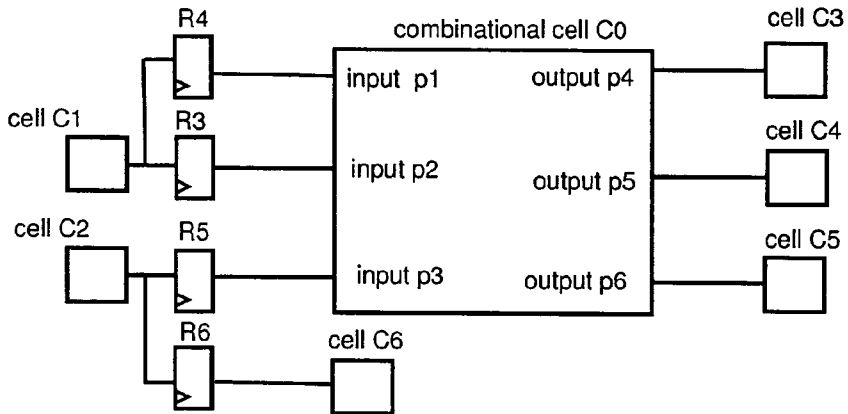 R4
combinational cell C0
cell C3
input p1
output p4
cell C1
R3
cell C4
input p2
output p5
cell C2
R5
cell C5
input p3
output p6
R6
cell C6